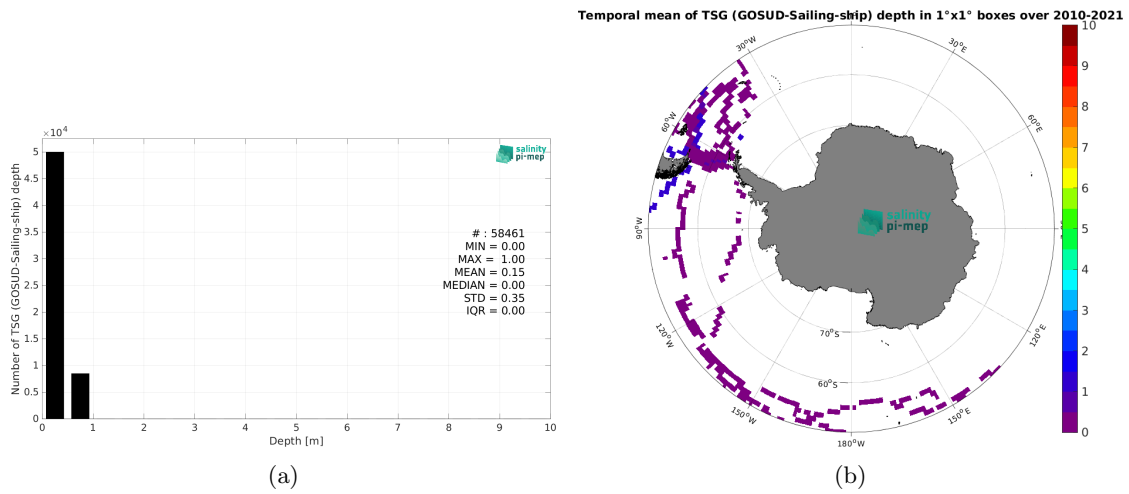 Temporal mean of TSG (GOSUD-Sailing-ship) depth in 1°x1° boxes over 2010-2021
×10⁴
5
4.5
4
3.5
3
2.5
2
1.5
1
0.5
0
Number of TSG (GOSUD-Sailing-ship) depth
0 1 2 3 4 5 6 7 8 9 10
Depth [m]
salinity
pi-mep
# : 58461
MIN = 0.00
MAX = 1.00
MEAN = 0.15
MEDIAN = 0.00
STD = 0.35
IQR = 0.00
(a)
30°W
30°E
60°W
60°E
90°W
120°W
120°E
150°W
150°E
180°W
70°S
60°S
salinity
pi-mep
10
9
8
7
6
5
4
3
2
1
0
(b)